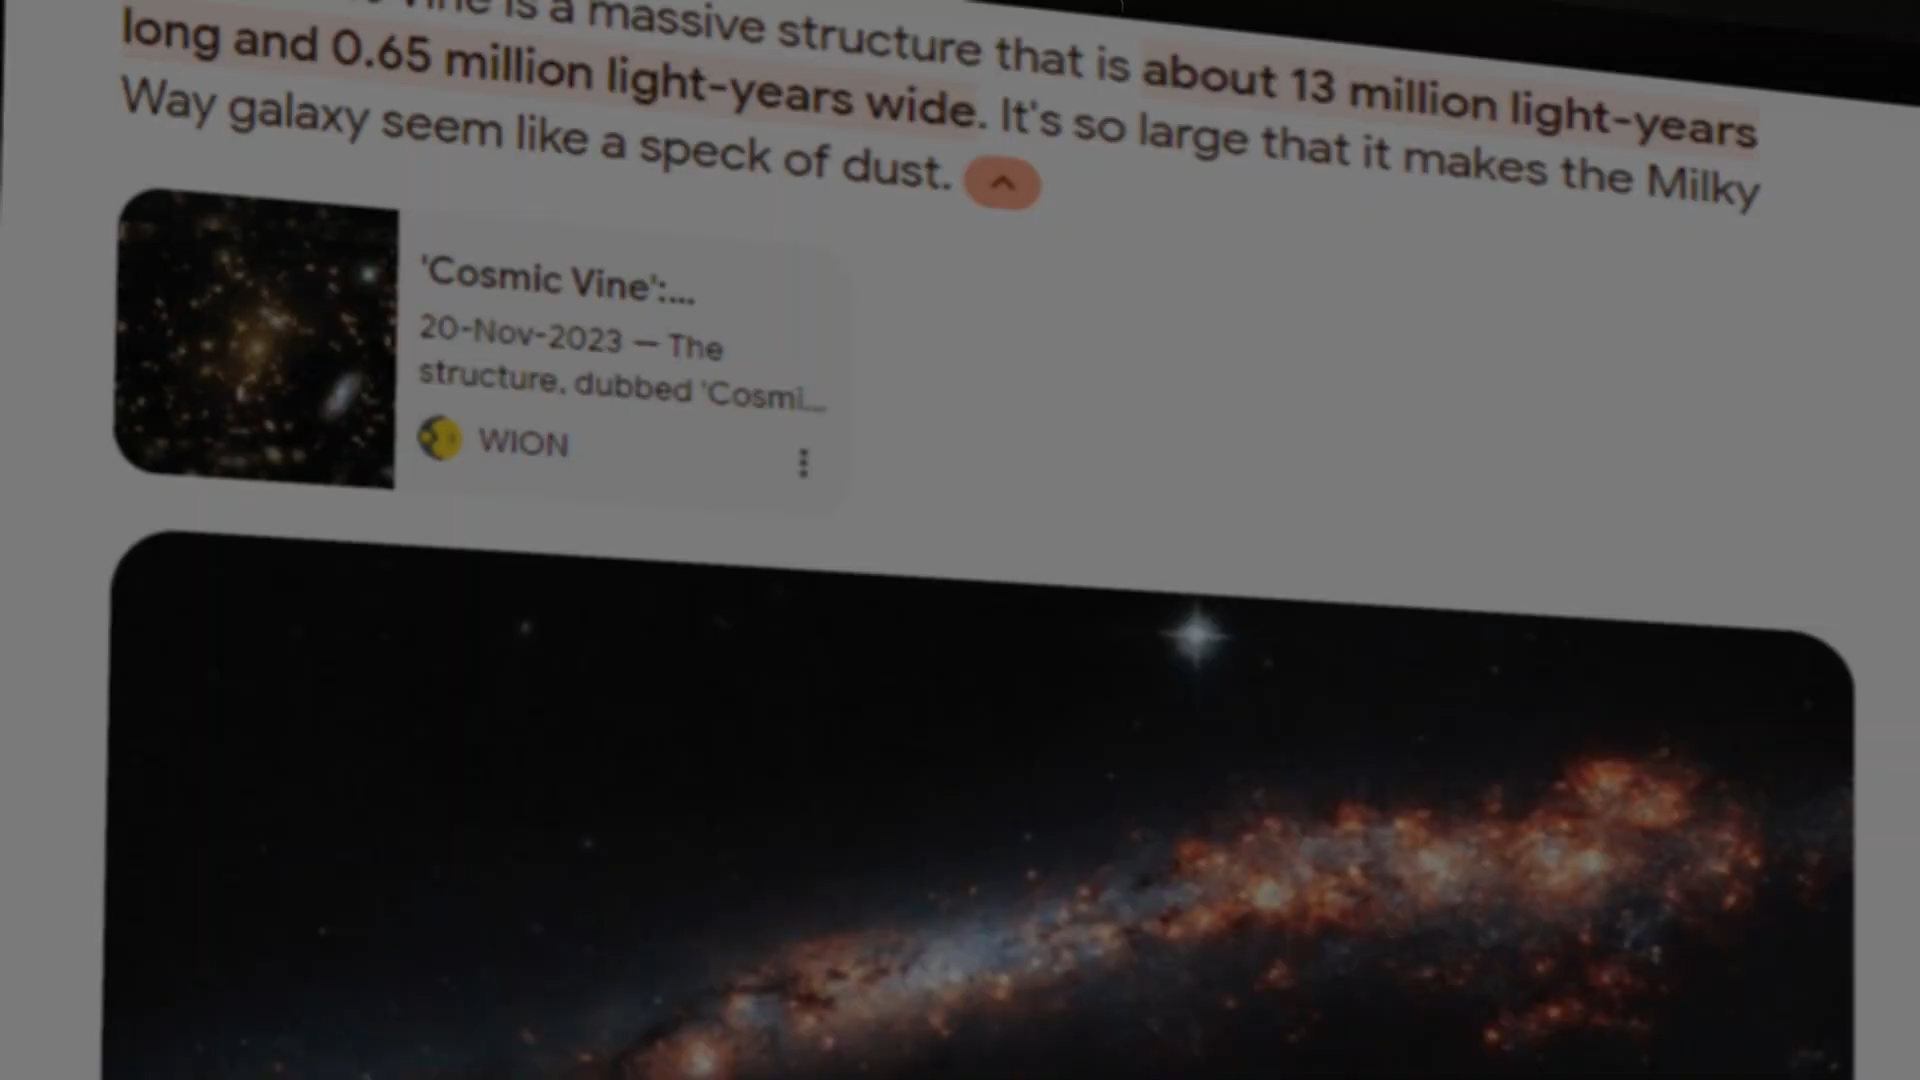 Vine is a massive structure that is about 13 million light-years
long and 0.65 million light-years wide. It's so large that it makes the Milky
Way galaxy seem like a speck of dust.
'Cosmic Vine':...
20-Nov-2023 — The
structure, dubbed 'Cosmi...
WION